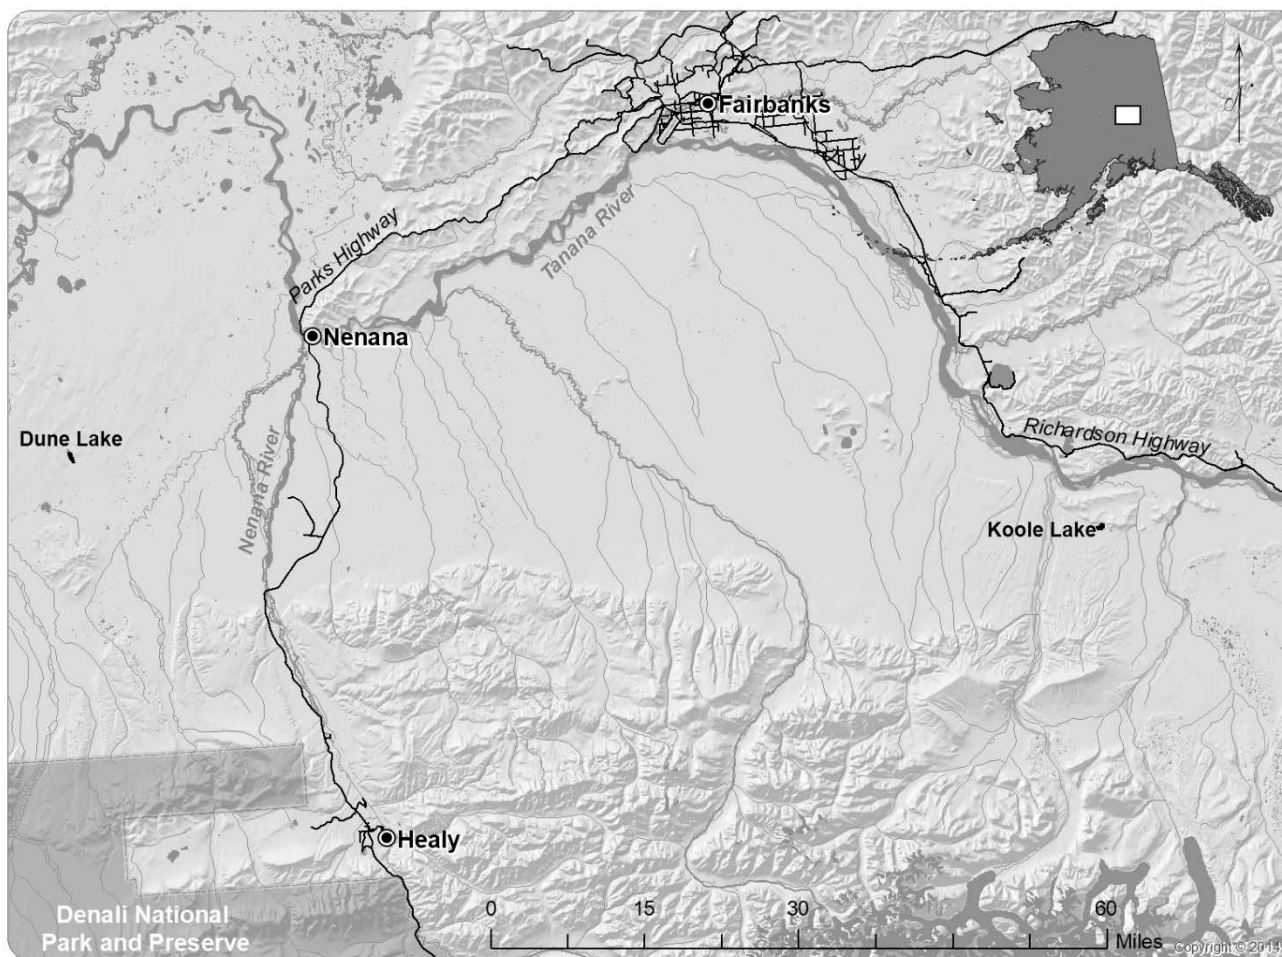 Fairbanks
Parks Highway
Tanana River
Nenana
Dune Lake
Nenana River
Richardson Highway
Koole Lake
Healy
Denali National
Park and Preserve
0 15 30 60
Miles
Copyright © 2014